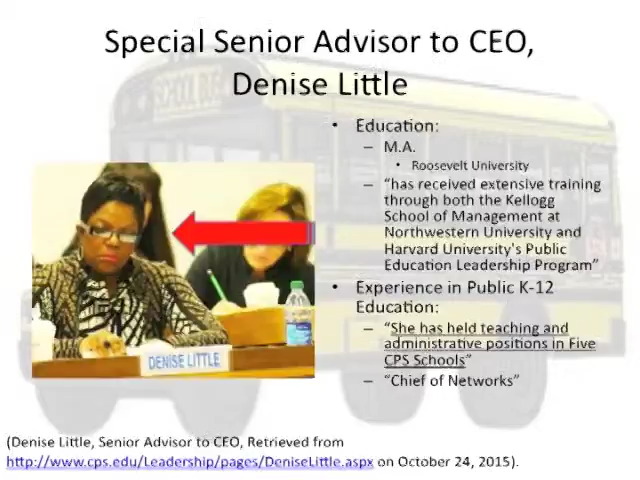 Special Senior Advisor to CEO,
Denise Little
• Education:
– M.A.
• Roosevelt University
– “has received extensive training
through both the Kellogg
School of Management at
Northwestern University and
Harvard University's Public
Education Leadership Program”
• Experience in Public K-12
Education:
– “She has held teaching and
administrative positions in Five
CPS Schools”
– “Chief of Networks”
DENISE LITTLE
(Denise Little, Senior Advisor to CEO, Retrieved from
http://www.cps.edu/Leadership/pages/DeniseLittle.aspx on October 24, 2015).